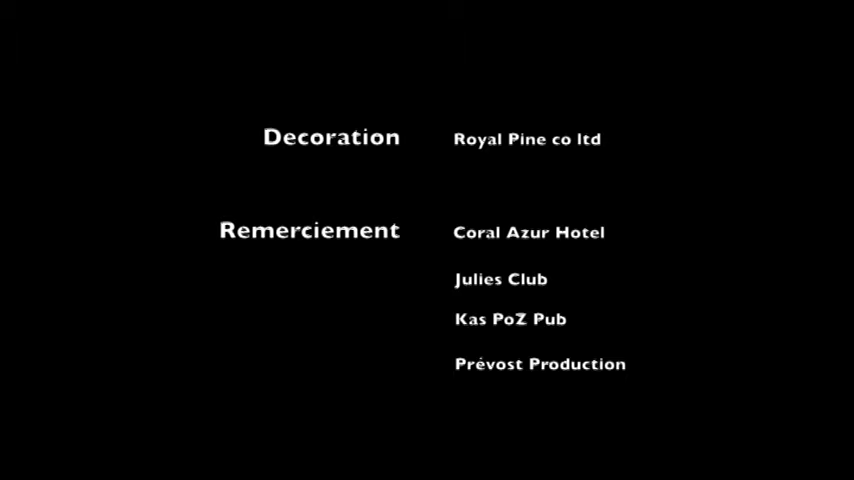 Decoration Royal Pine co ltd
Remerciement Coral Azur Hotel
Julies Club
Kas PoZ Pub
Prévost Production